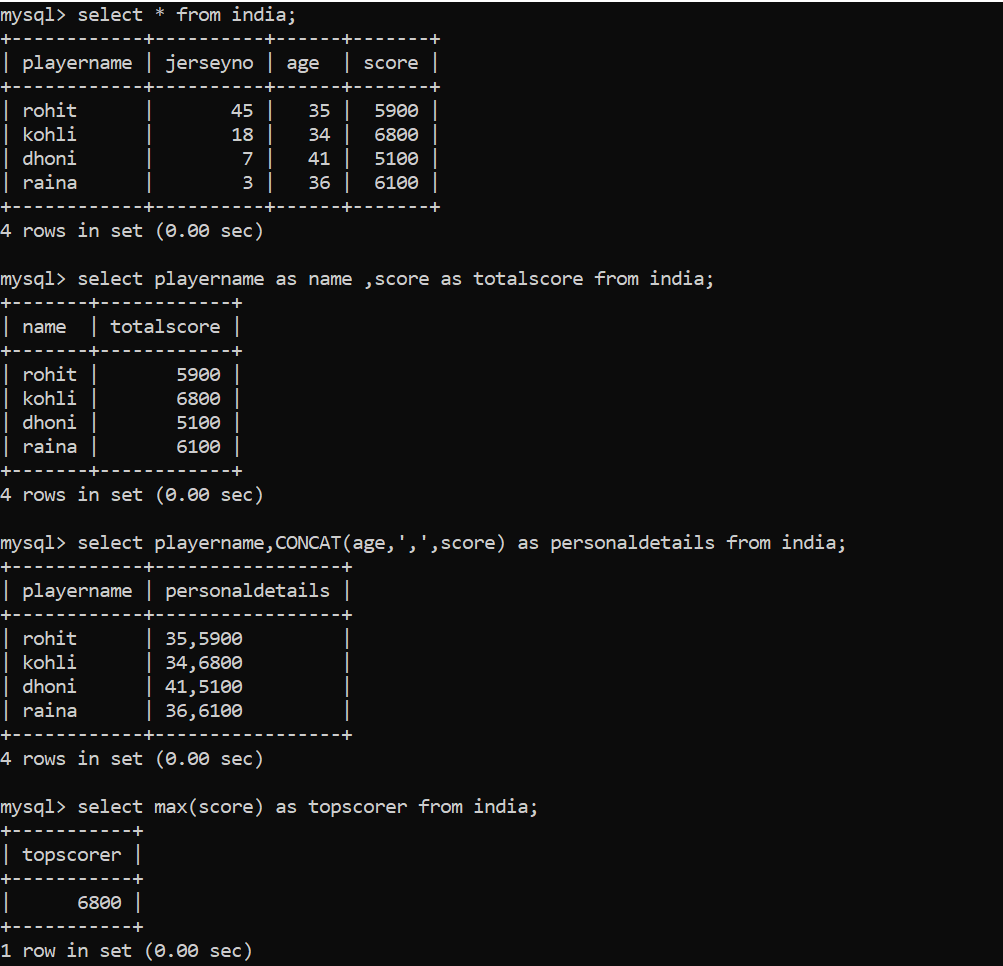 mysql> select * from india;
+------------+----------+------+-------+
| playername | jerseyno | age  | score |
+------------+----------+------+-------+
| rohit      |       45 |   35 |  5900 |
| kohli      |       18 |   34 |  6800 |
| dhoni      |        7 |   41 |  5100 |
| raina      |        3 |   36 |  6100 |
+------------+----------+------+-------+
4 rows in set (0.00 sec)

mysql> select playername as name ,score as totalscore from india;
+-------+------------+
| name  | totalscore |
+-------+------------+
| rohit |       5900 |
| kohli |       6800 |
| dhoni |       5100 |
| raina |       6100 |
+-------+------------+
4 rows in set (0.00 sec)

mysql> select playername,CONCAT(age,',',score) as personaldetails from india;
+------------+-----------------+
| playername | personaldetails |
+------------+-----------------+
| rohit      | 35,5900         |
| kohli      | 34,6800         |
| dhoni      | 41,5100         |
| raina      | 36,6100         |
+------------+-----------------+
4 rows in set (0.00 sec)

mysql> select max(score) as topscorer from india;
+-----------+
| topscorer |
+-----------+
|      6800 |
+-----------+
1 row in set (0.00 sec)